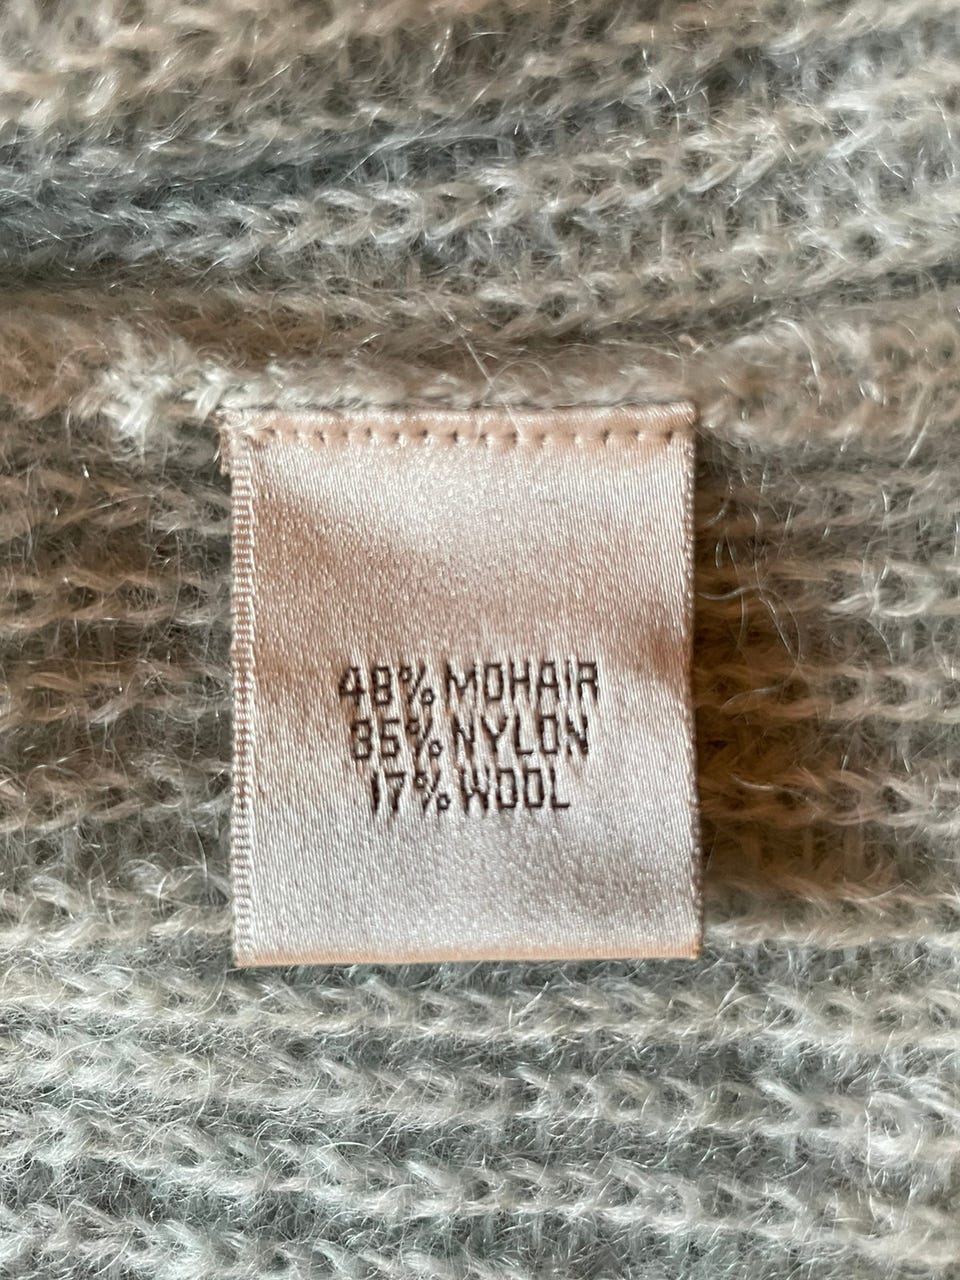 48% MOHAIR
35% NYLON
17% WOOL